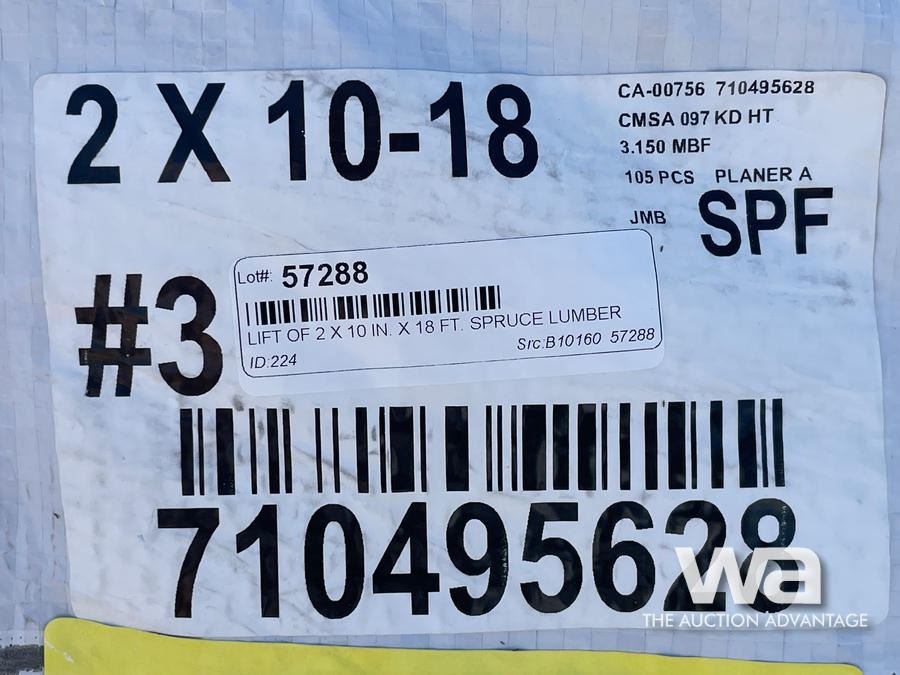 2 X 10-18
CA-00756 710495628
CMSA 097 KD HT
3.150 MBF
105 PCS PLANER A
JMB SPF
#3
Lot#: 57288
LIFT OF 2 X 10 IN. X 18 FT. SPRUCE LUMBER
ID:224 Src:B10160 57288
710495628
wa
THE AUCTION ADVANTAGE